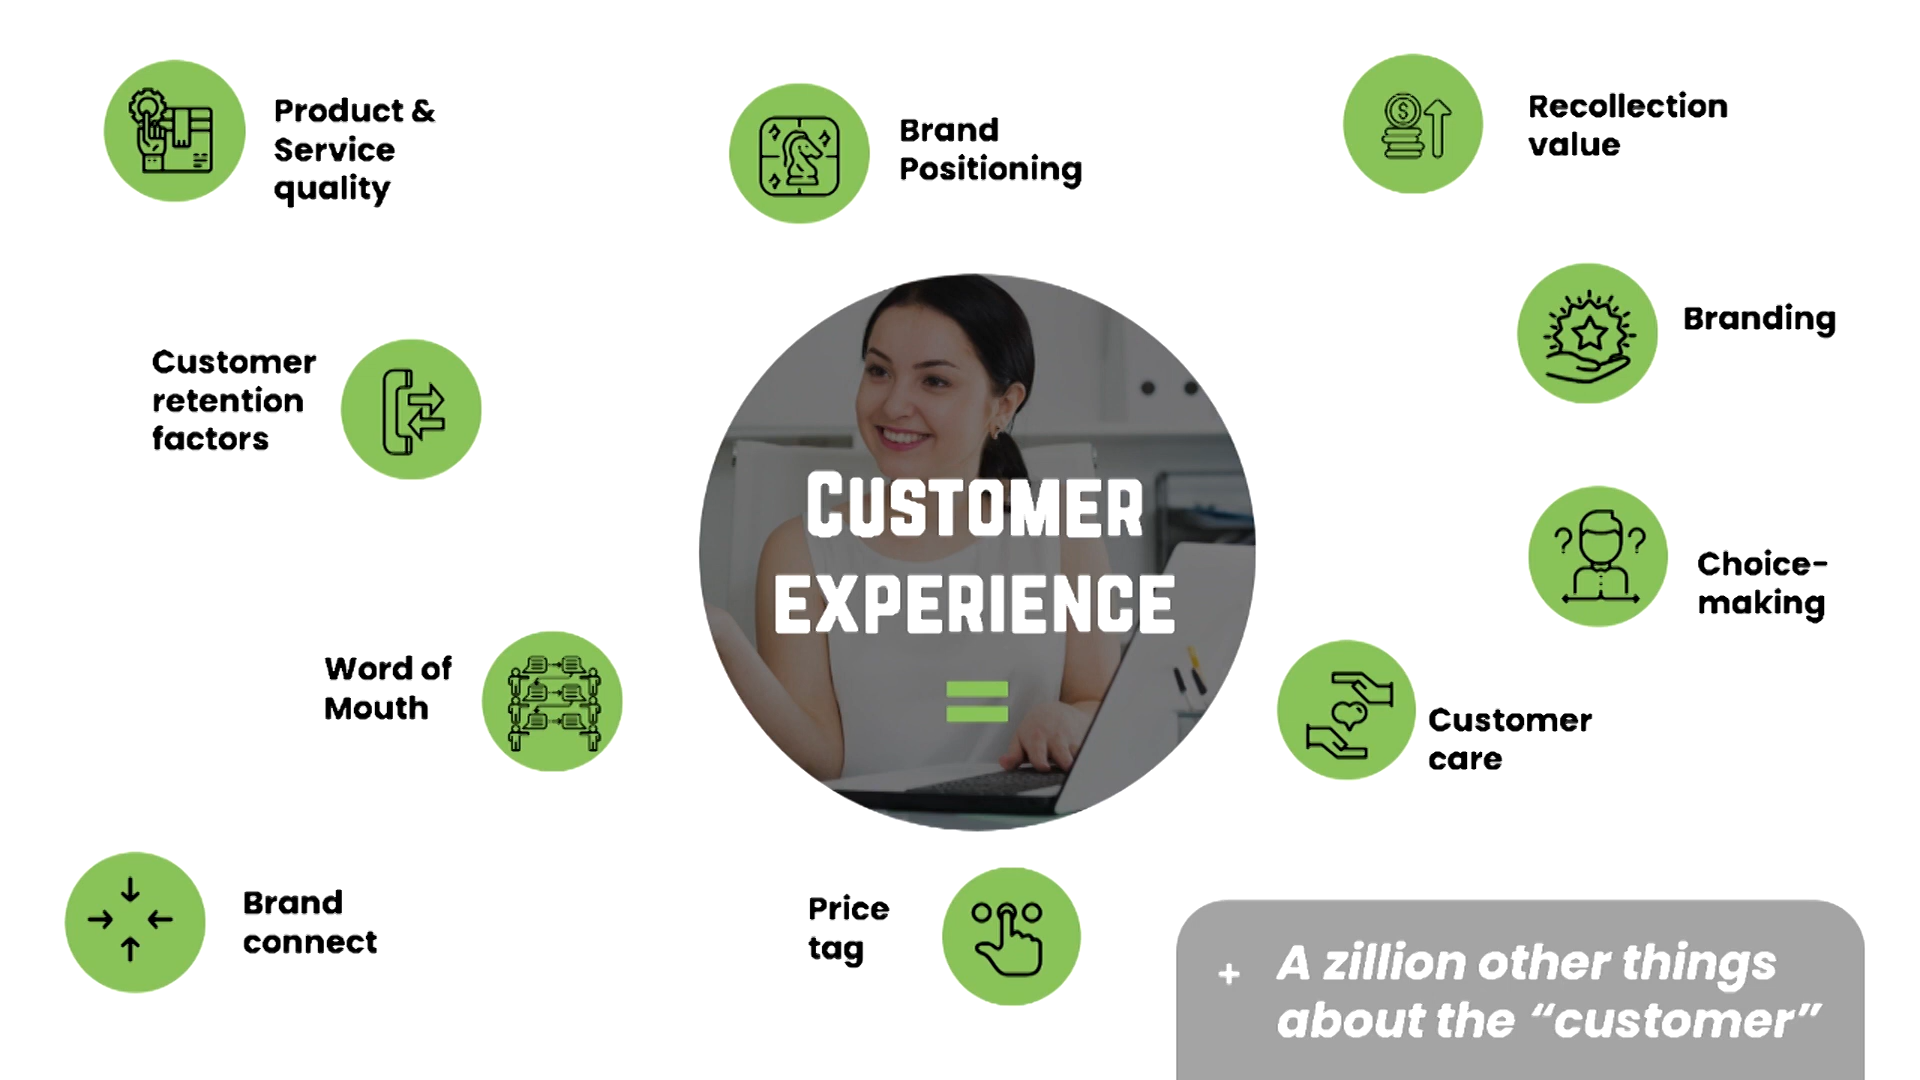 Product &
Service
quality
Brand
Positioning
Recollection
value
Branding
Customer
retention
factors
CUSTOMER
EXPERIENCE
=
Choice-
making
Word of
Mouth
Customer
care
Brand
connect
Price
tag
+ A zillion other things
about the “customer”